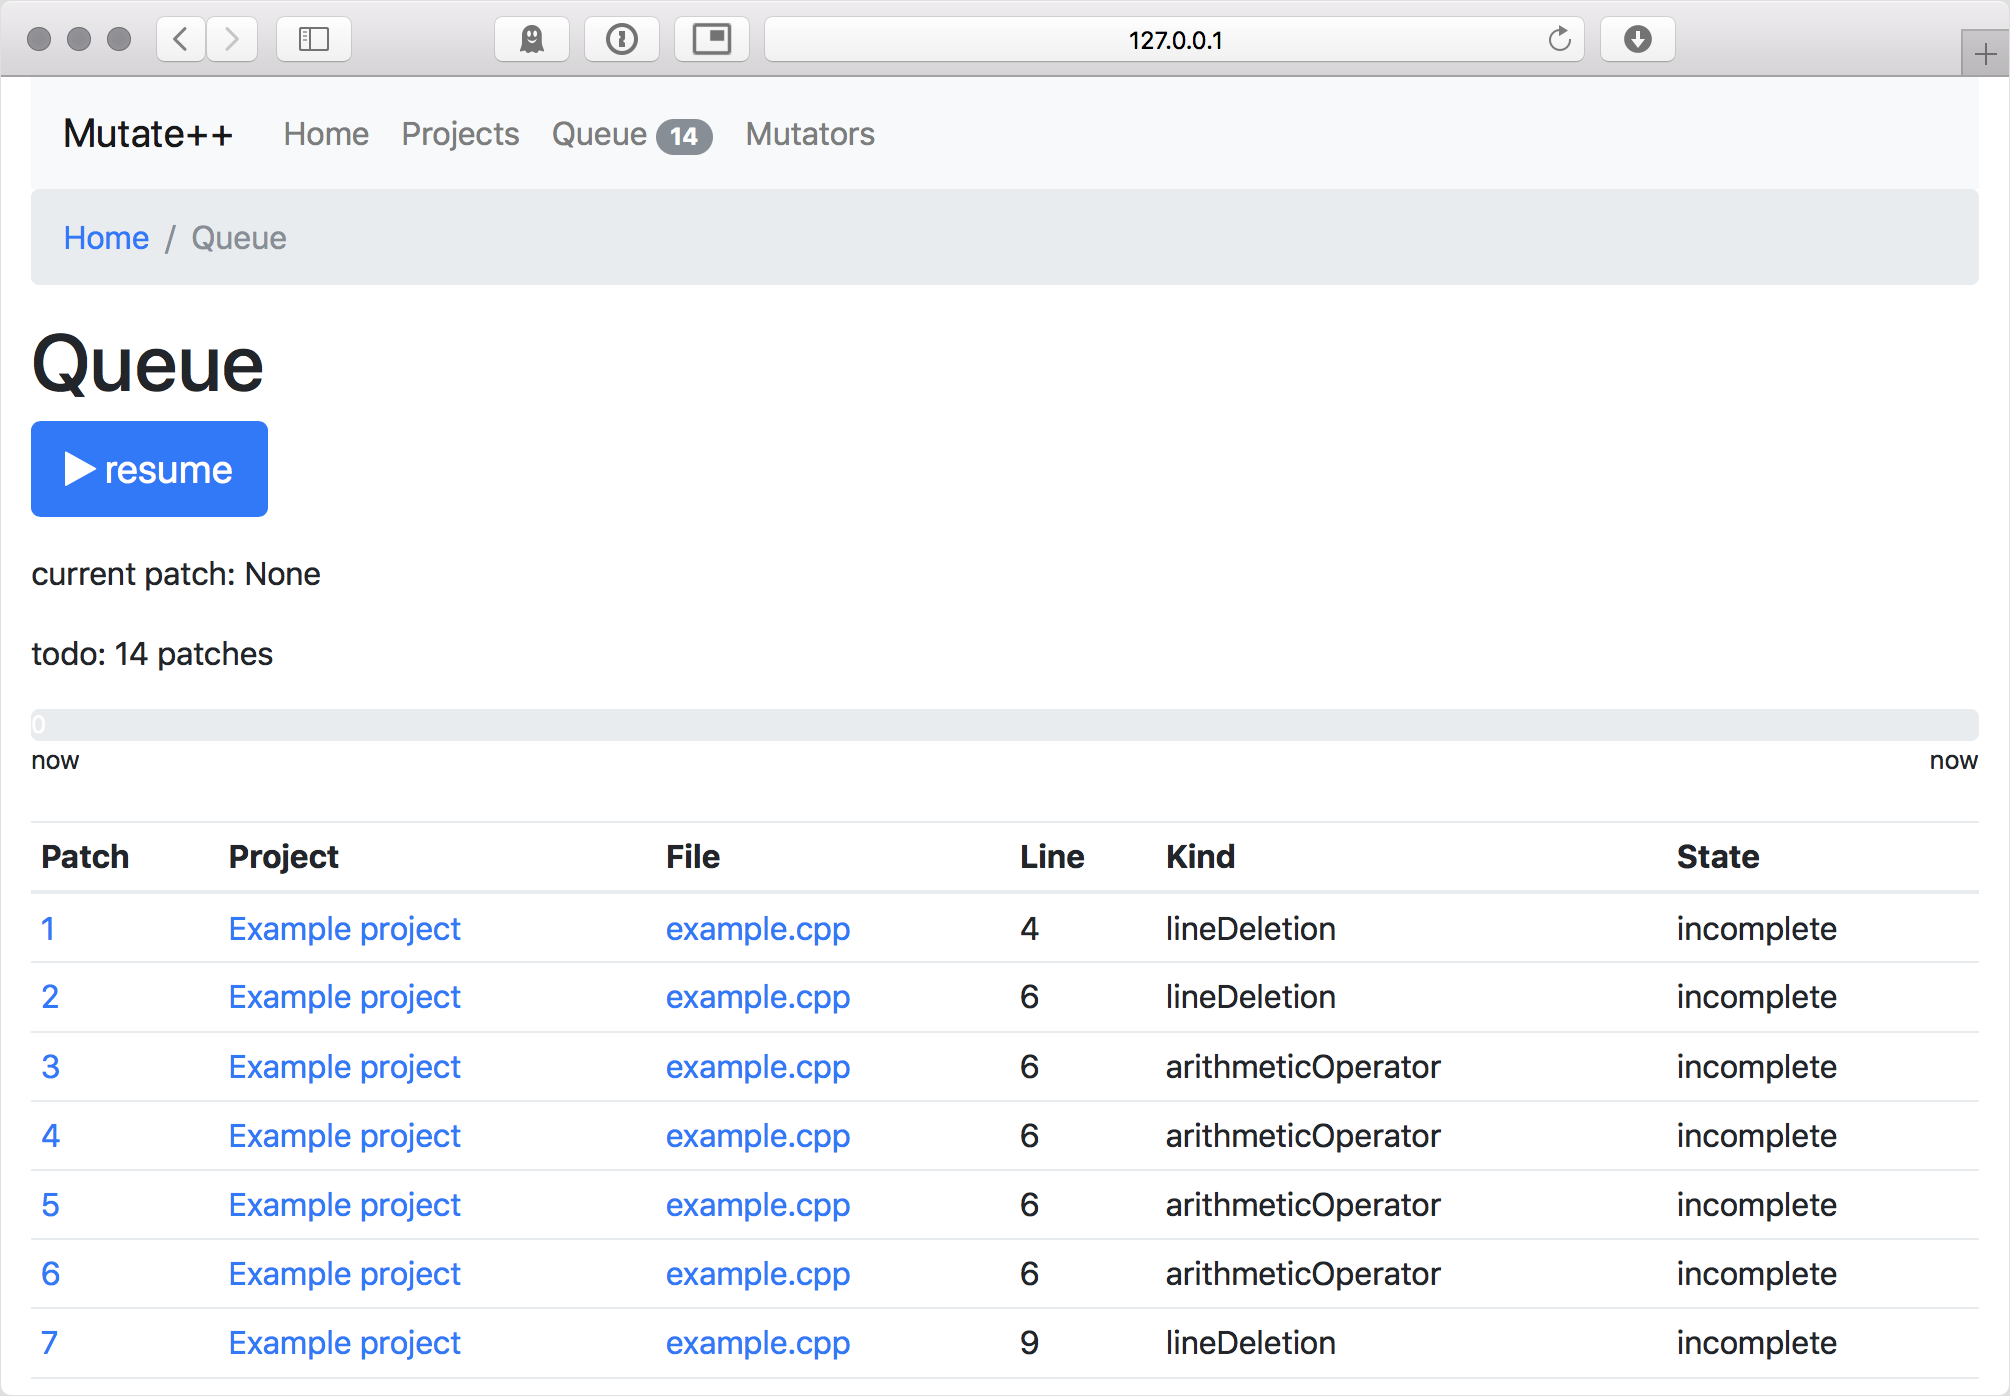 127.0.0.1
Mutate++ Home Projects Queue 14 Mutators
Home / Queue
Queue
resume
current patch: None
todo: 14 patches
0
now now
Patch Project File Line Kind State
1 Example project example.cpp 4 lineDeletion incomplete
2 Example project example.cpp 6 lineDeletion incomplete
3 Example project example.cpp 6 arithmeticOperator incomplete
4 Example project example.cpp 6 arithmeticOperator incomplete
5 Example project example.cpp 6 arithmeticOperator incomplete
6 Example project example.cpp 6 arithmeticOperator incomplete
7 Example project example.cpp 9 lineDeletion incomplete